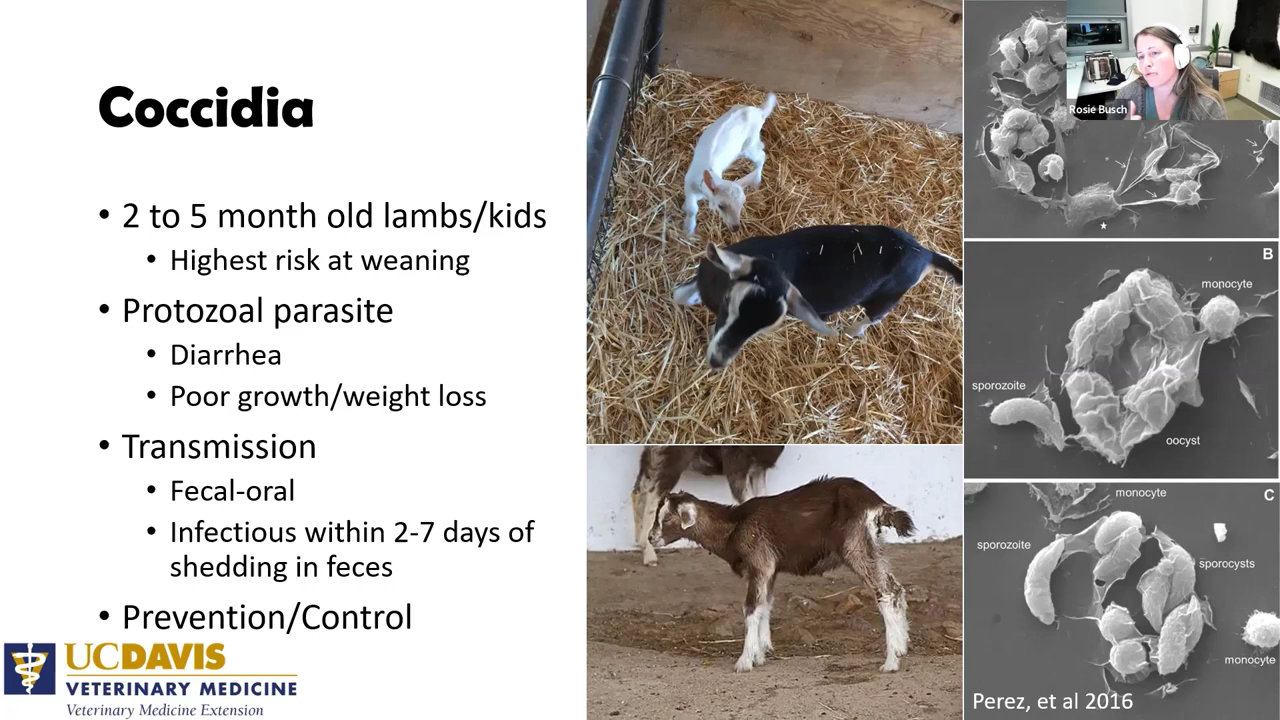 Coccidia
• 2 to 5 month old lambs/kids
• Highest risk at weaning
• Protozoal parasite
• Diarrhea
• Poor growth/weight loss
• Transmission
• Fecal-oral
• Infectious within 2-7 days of
shedding in feces
• Prevention/Control
UCDAVIS
VETERINARY MEDICINE
Veterinary Medicine Extension
Rosie Busch
B
monocyte
sporozoite
oocyst
C
monocyte
sporozoite
sporocysts
monocyte
Perez, et al 2016